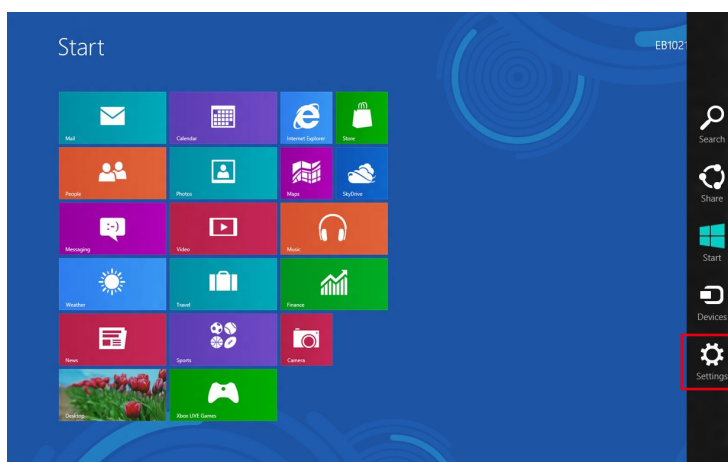 Start
EB1021
Mail
Calendar
Internet Explorer
Store
People
Photos
Maps
SkyDrive
Messaging
Video
Music
Weather
Travel
Finance
News
Sports
Camera
Desktop
Xbox LIVE Games
Search
Share
Start
Devices
Settings